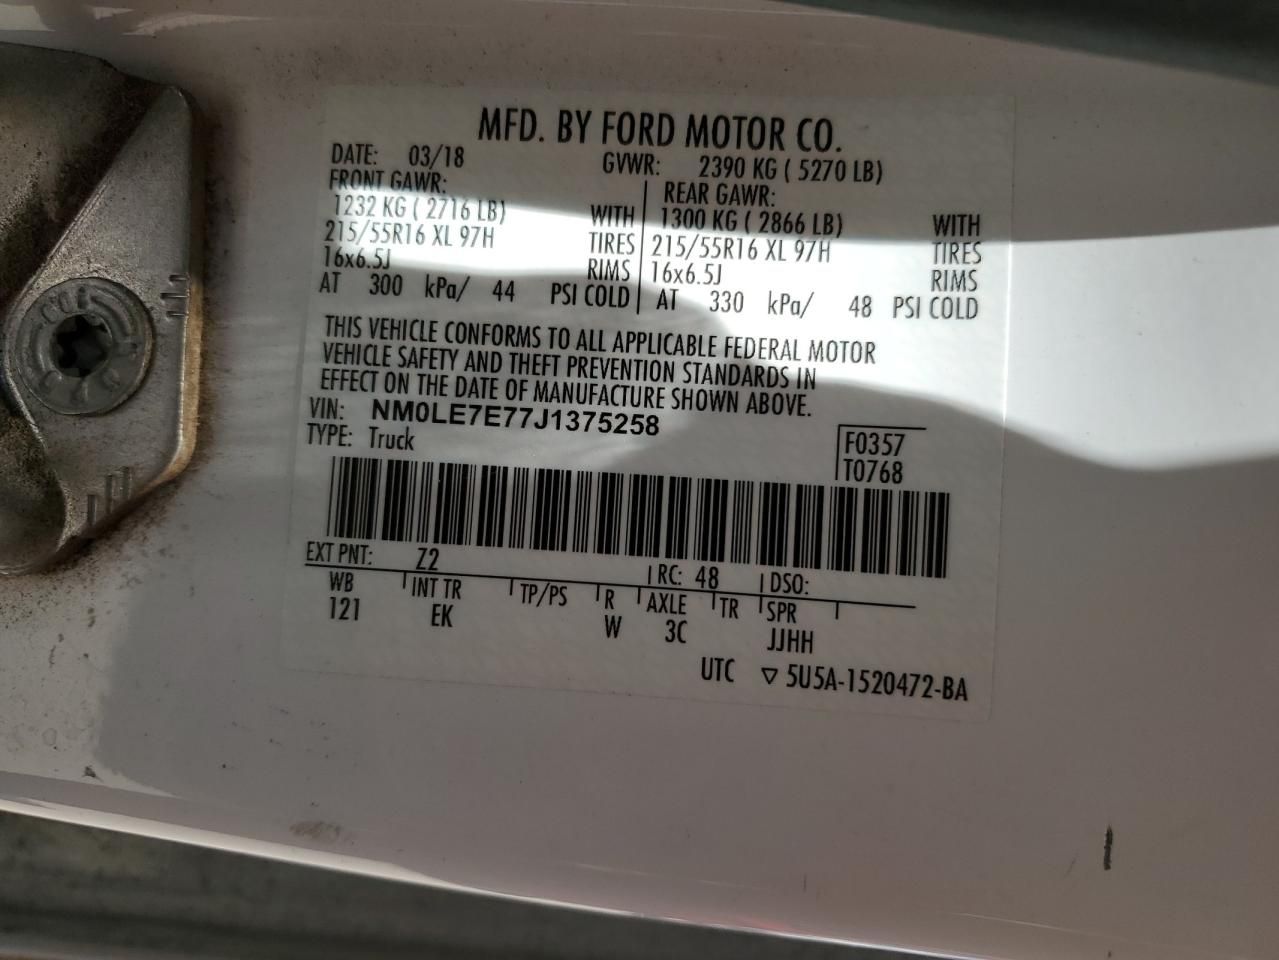 MFD. BY FORD MOTOR CO.
DATE: 03/18 GVWR: 2390 KG ( 5270 LB)
FRONT GAWR: REAR GAWR:
1232 KG ( 2716 LB) WITH 1300 KG ( 2866 LB) WITH
215/55R16 XL 97H TIRES 215/55R16 XL 97H TIRES
16x6.5J RIMS 16x6.5J RIMS
AT 300 kPa/ 44 PSI COLD AT 330 kPa/ 48 PSI COLD
THIS VEHICLE CONFORMS TO ALL APPLICABLE FEDERAL MOTOR
VEHICLE SAFETY AND THEFT PREVENTION STANDARDS IN
EFFECT ON THE DATE OF MANUFACTURE SHOWN ABOVE.
VIN: NM0LE7E77J1375258
TYPE: Truck
F0357
T0768
EXT PNT: Z2 RC: 48 DSO:
WB INT TR TP/PS R AXLE TR SPR
121 EK W 3C JJHH
UTC ▽ 5U5A-1520472-BA